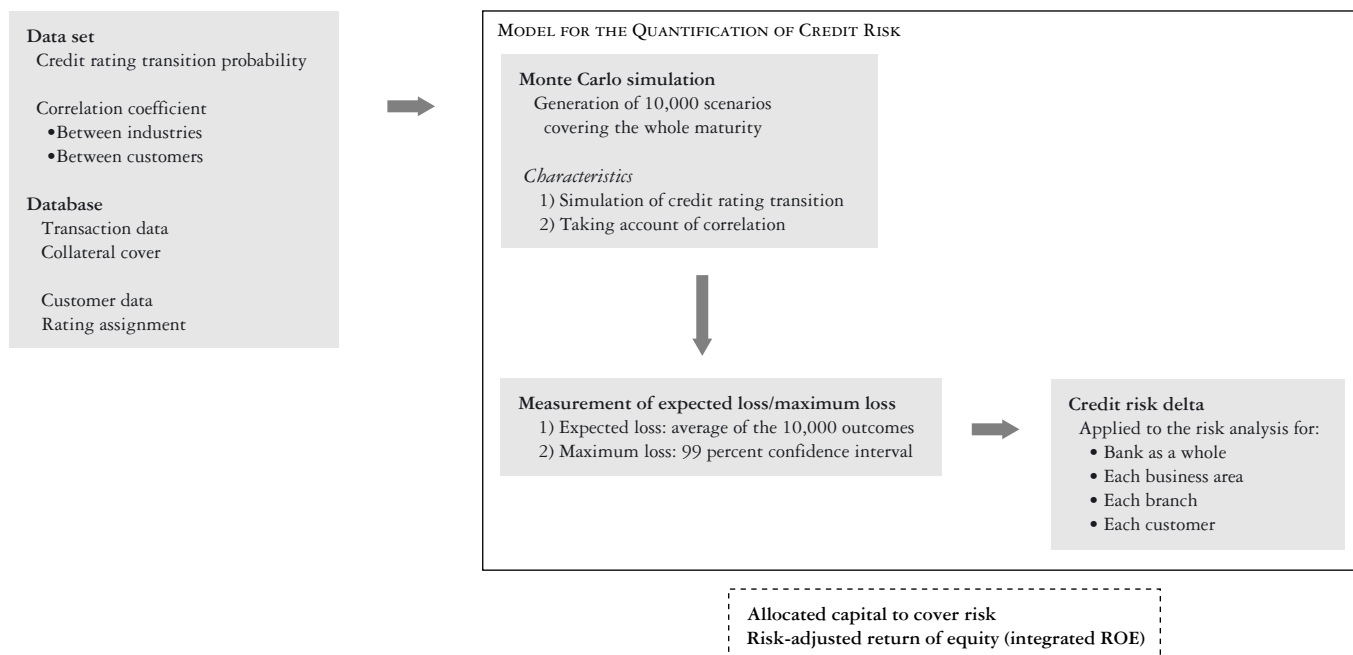 Data set
Credit rating transition probability
Correlation coefficient
•Between industries
•Between customers
Database
Transaction data
Collateral cover
Customer data
Rating assignment
MODEL FOR THE QUANTIFICATION OF CREDIT RISK
Monte Carlo simulation
Generation of 10,000 scenarios
covering the whole maturity
Characteristics
1) Simulation of credit rating transition
2) Taking account of correlation
Measurement of expected loss/maximum loss
1) Expected loss: average of the 10,000 outcomes
2) Maximum loss: 99 percent confidence interval
Credit risk delta
Applied to the risk analysis for:
• Bank as a whole
• Each business area
• Each branch
• Each customer
Allocated capital to cover risk
Risk-adjusted return of equity (integrated ROE)